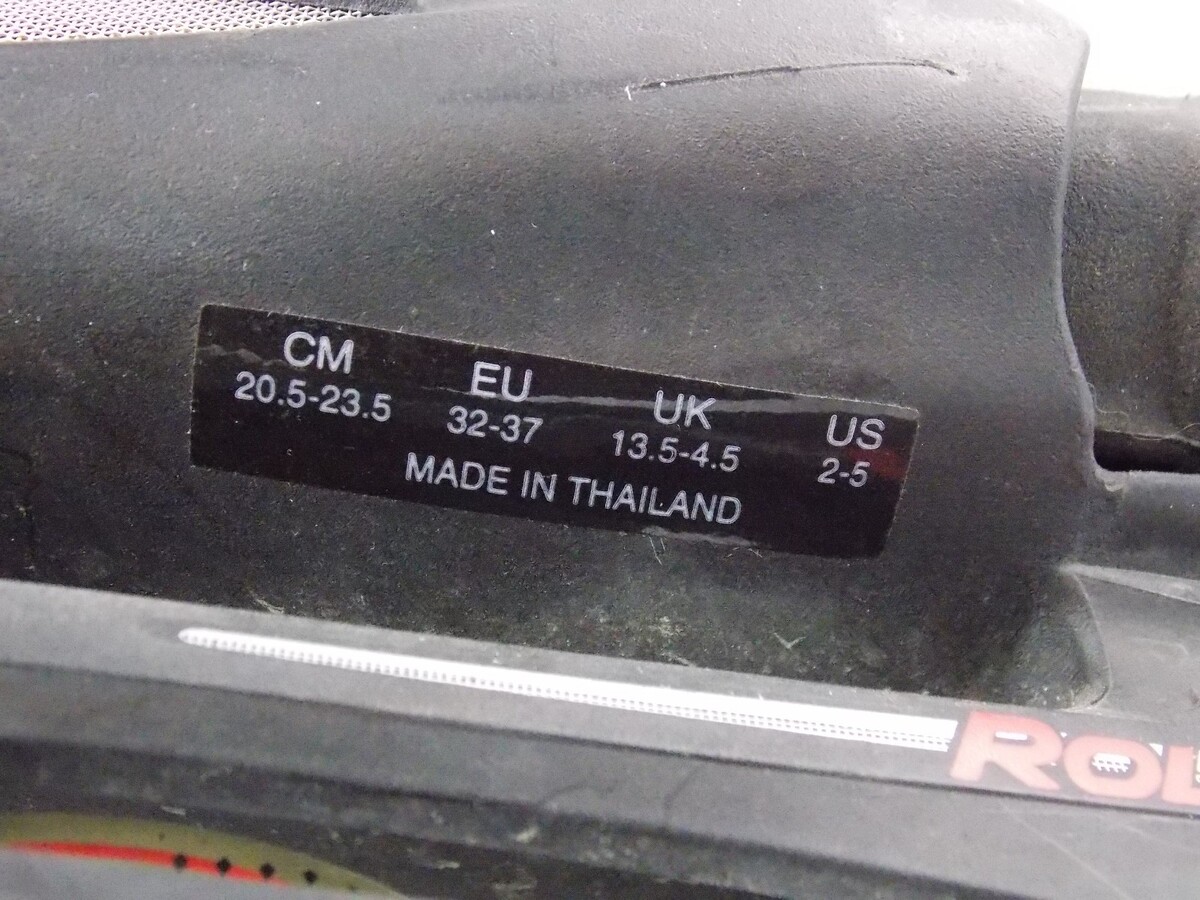 CM EU UK US
20.5-23.5 32-37 13.5-4.5 2-5
MADE IN THAILAND
ROL